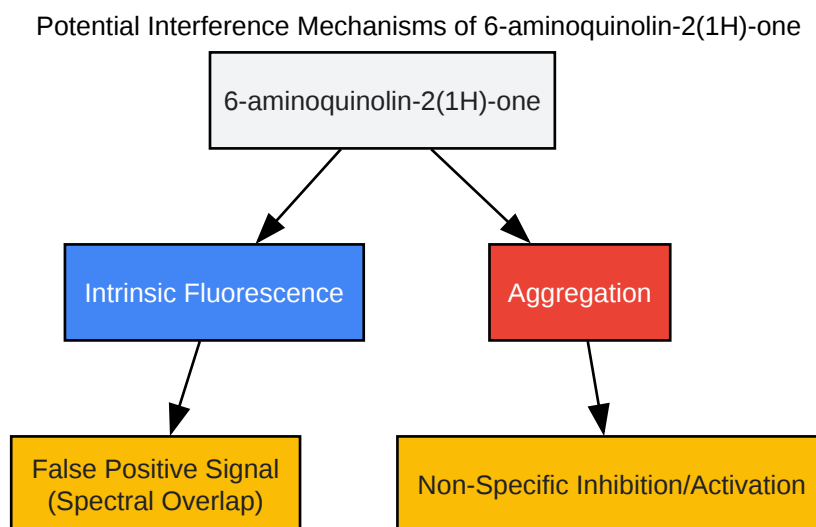 Potential Interference Mechanisms of 6-aminoquinolin-2(1H)-one
6-aminoquinolin-2(1H)-one
Intrinsic Fluorescence
Aggregation
False Positive Signal
(Spectral Overlap)
Non-Specific Inhibition/Activation